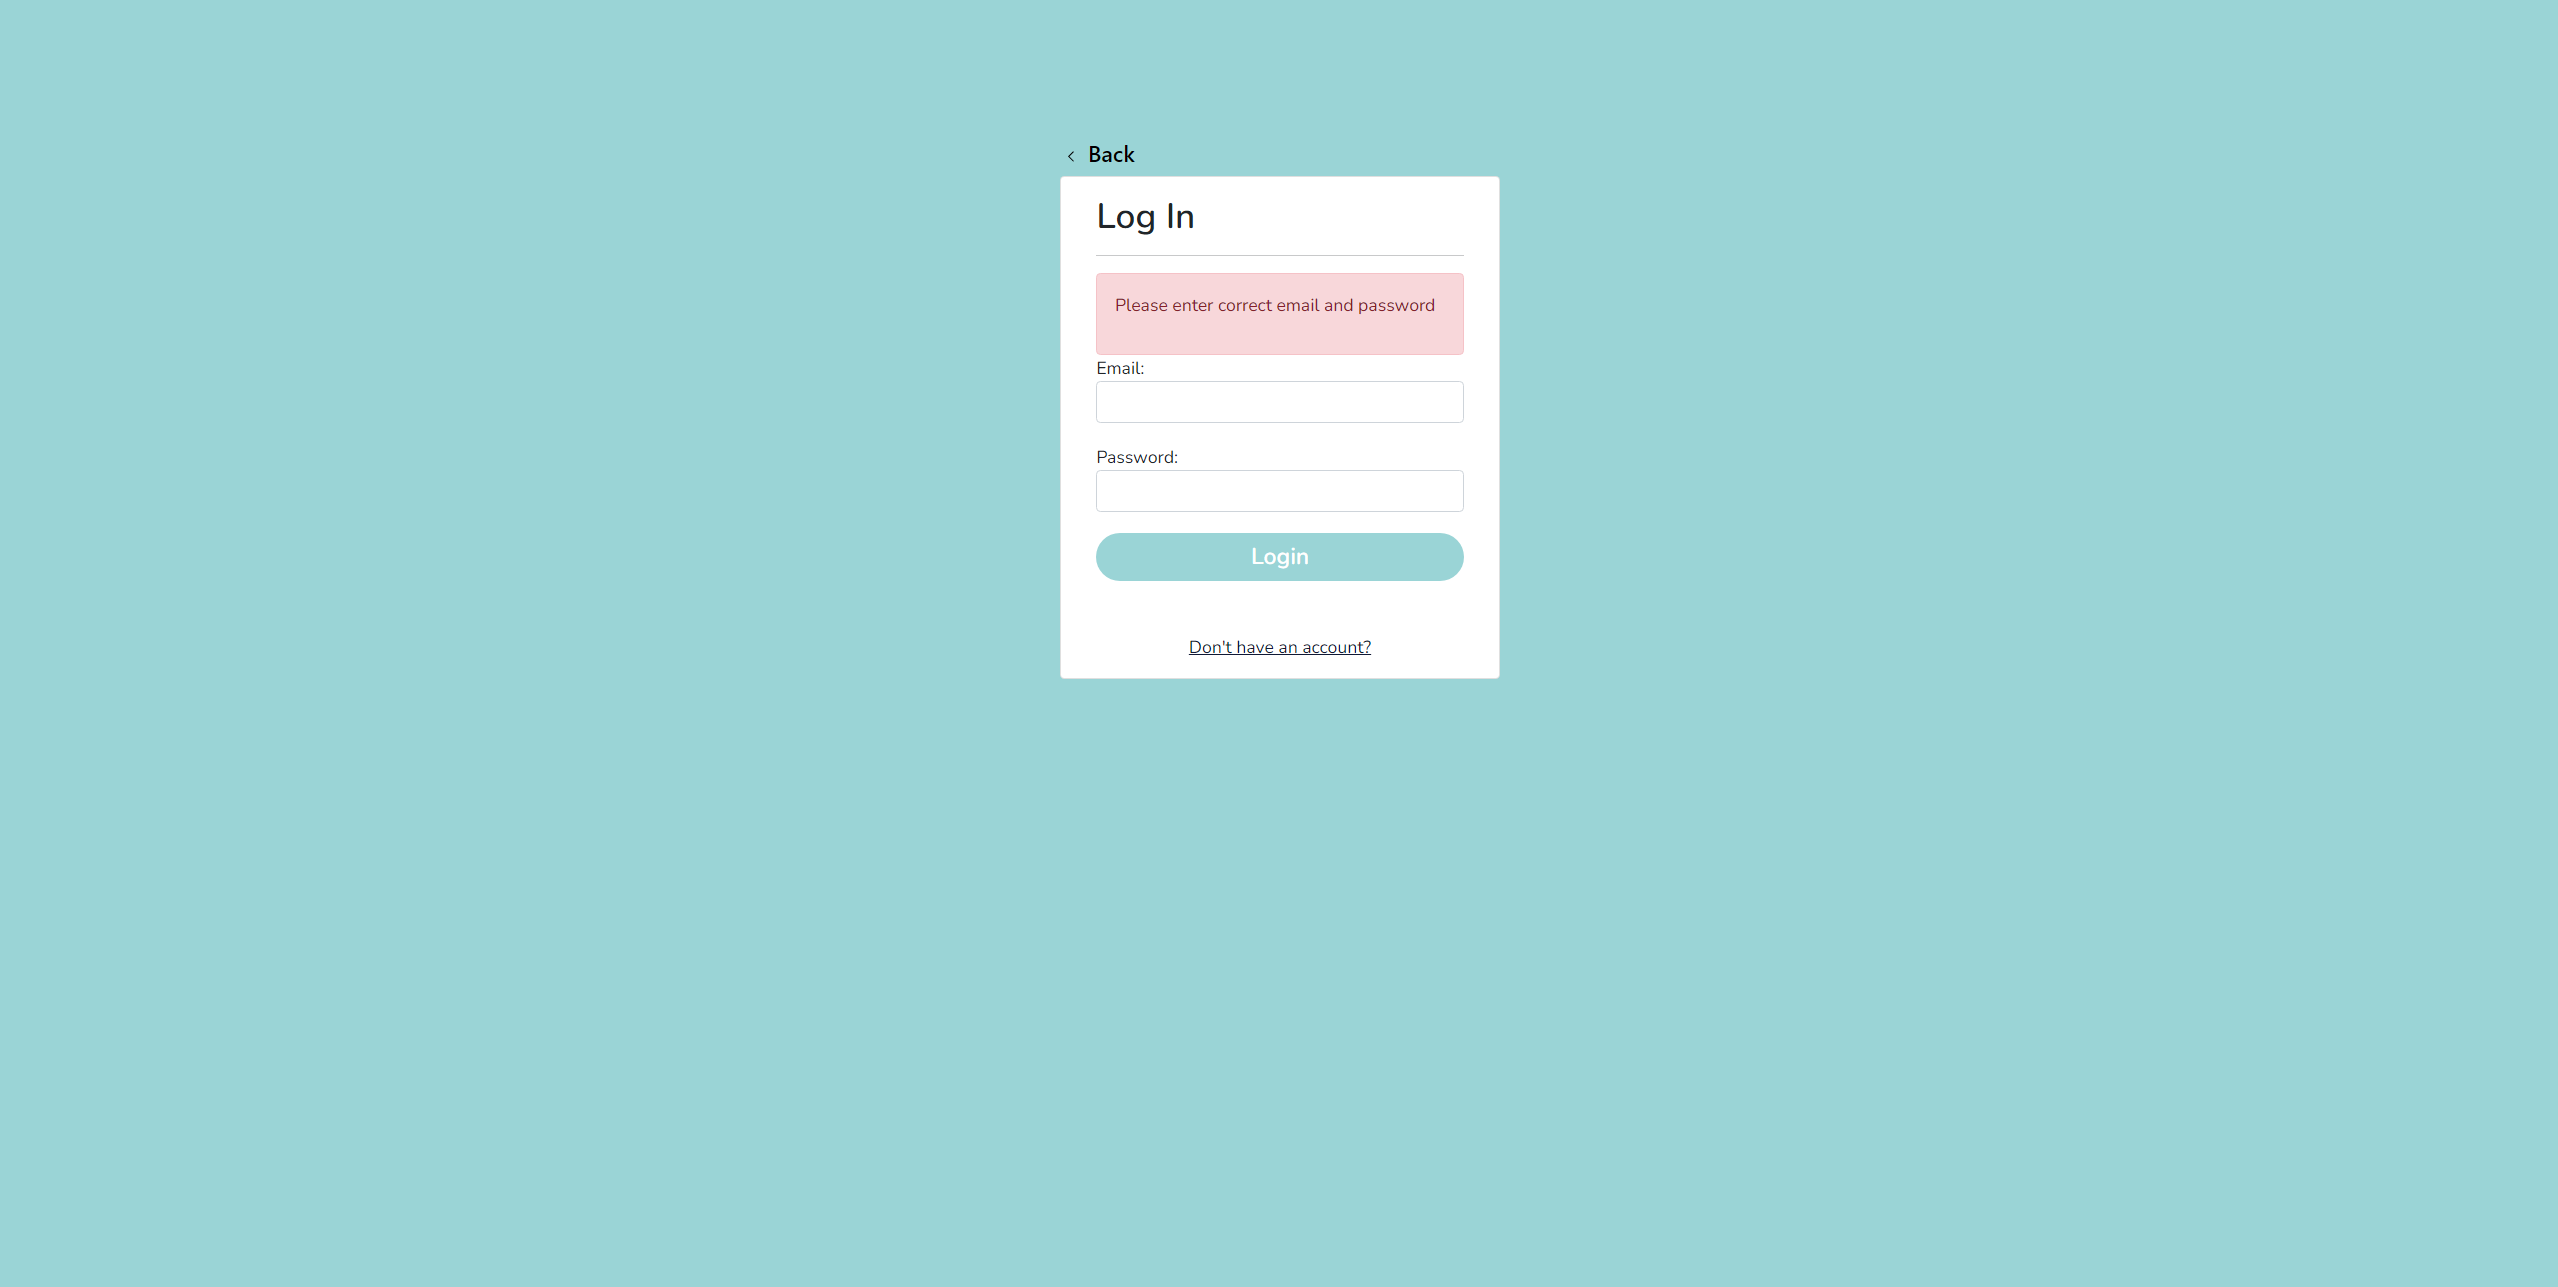 Back
Log In
Please enter correct email and password
Email:
Password:
Login
Don't have an account?